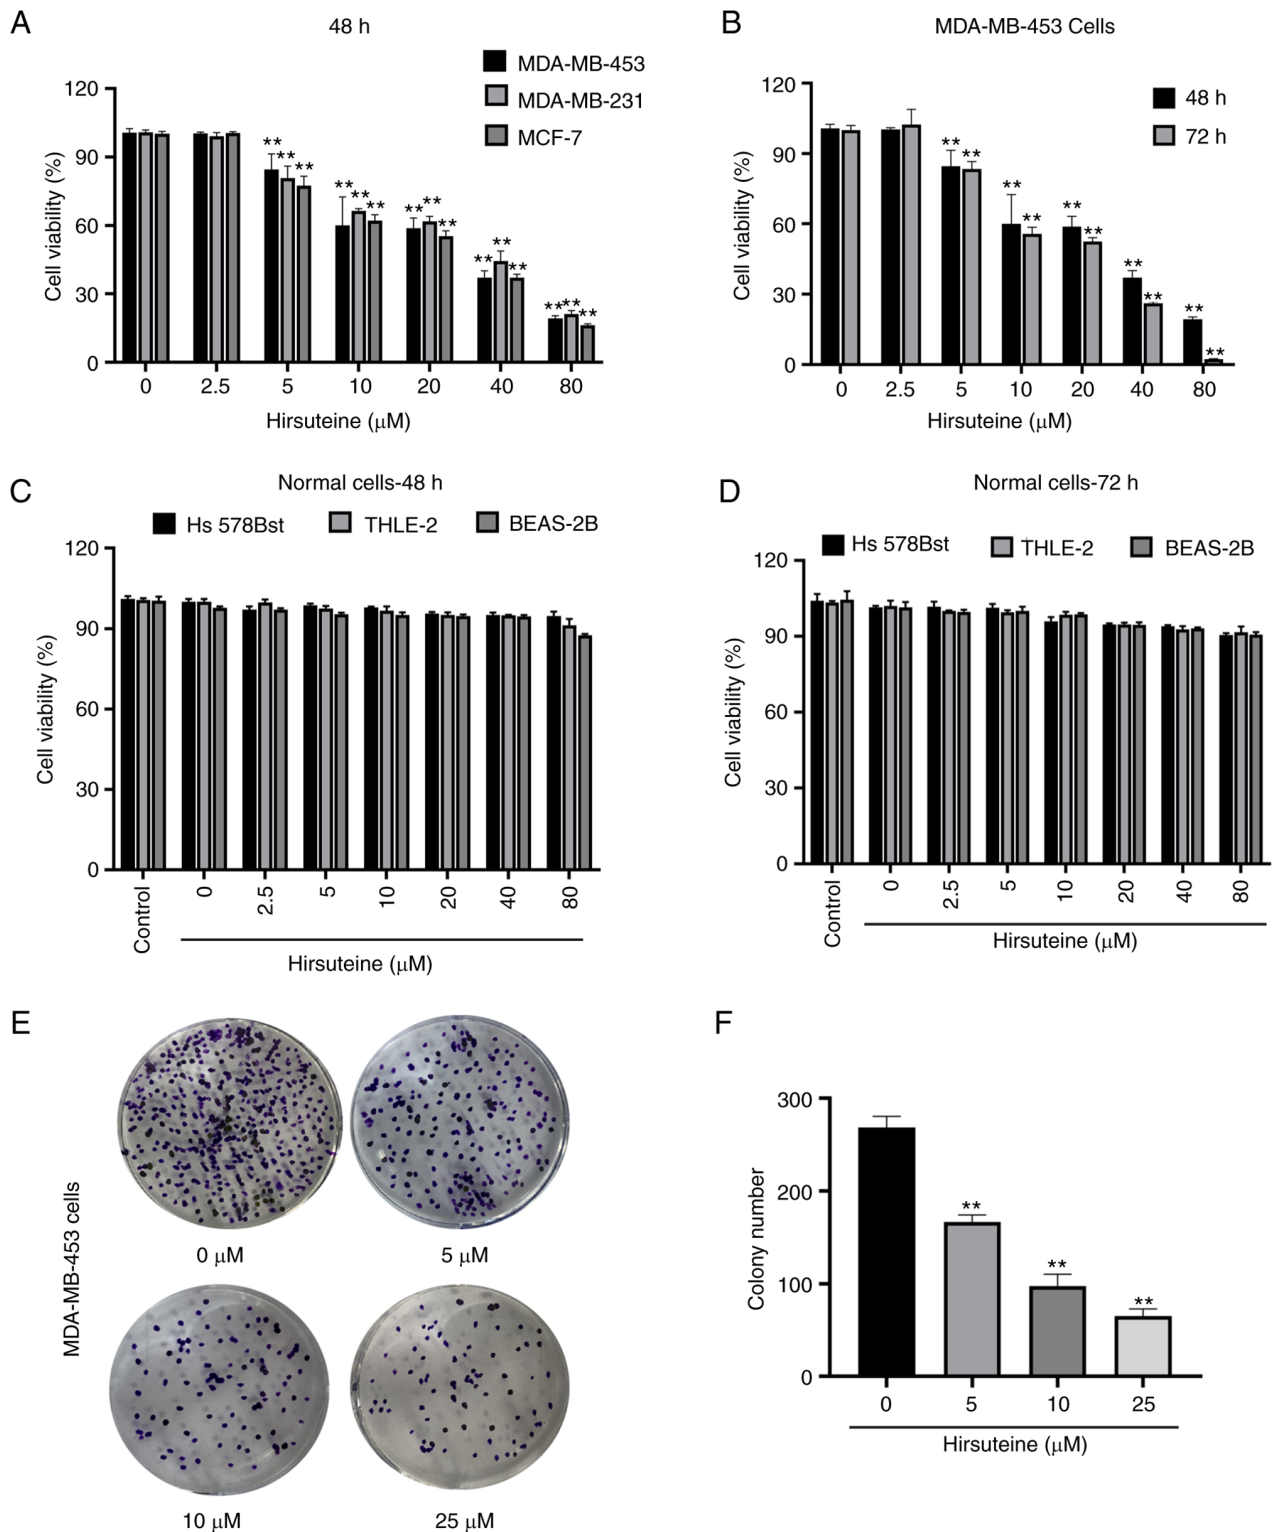 A
48 h
MDA-MB-453
MDA-MB-231
MCF-7
Cell viability (%)
120
90
60
30
0
** ** **
** ** **
** ** **
** ** **
** ** **
0 2.5 5 10 20 40 80
Hirsuteine (μM)
B
MDA-MB-453 Cells
48 h
72 h
Cell viability (%)
120
90
60
30
0
** **
** **
** **
** **
** **
0 2.5 5 10 20 40 80
Hirsuteine (μM)
C
Normal cells-48 h
Hs 578Bst THLE-2 BEAS-2B
Cell viability (%)
120
90
60
30
0
Control 0 2.5 5 10 20 40 80
Hirsuteine (μM)
D
Normal cells-72 h
Hs 578Bst THLE-2 BEAS-2B
Cell viability (%)
120
90
60
30
0
Control 0 2.5 5 10 20 40 80
Hirsuteine (μM)
E
MDA-MB-453 cells
0 μM 5 μM
10 μM 25 μM
F
Colony number
300
200
100
0
**
**
**
0 5 10 25
Hirsuteine (μM)